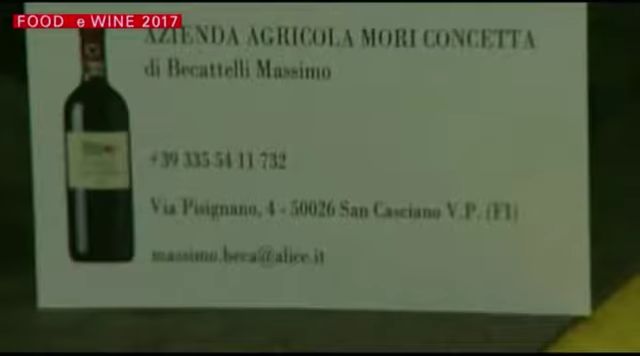 FOOD e WINE 2017
AZIENDA AGRICOLA MORI CONCETTA
di Becattelli Massimo
+39 335 54 11 732
Via Pisignano, 4 - 50026 San Casciano V.P. (FI)
massimo.beca@alice.it